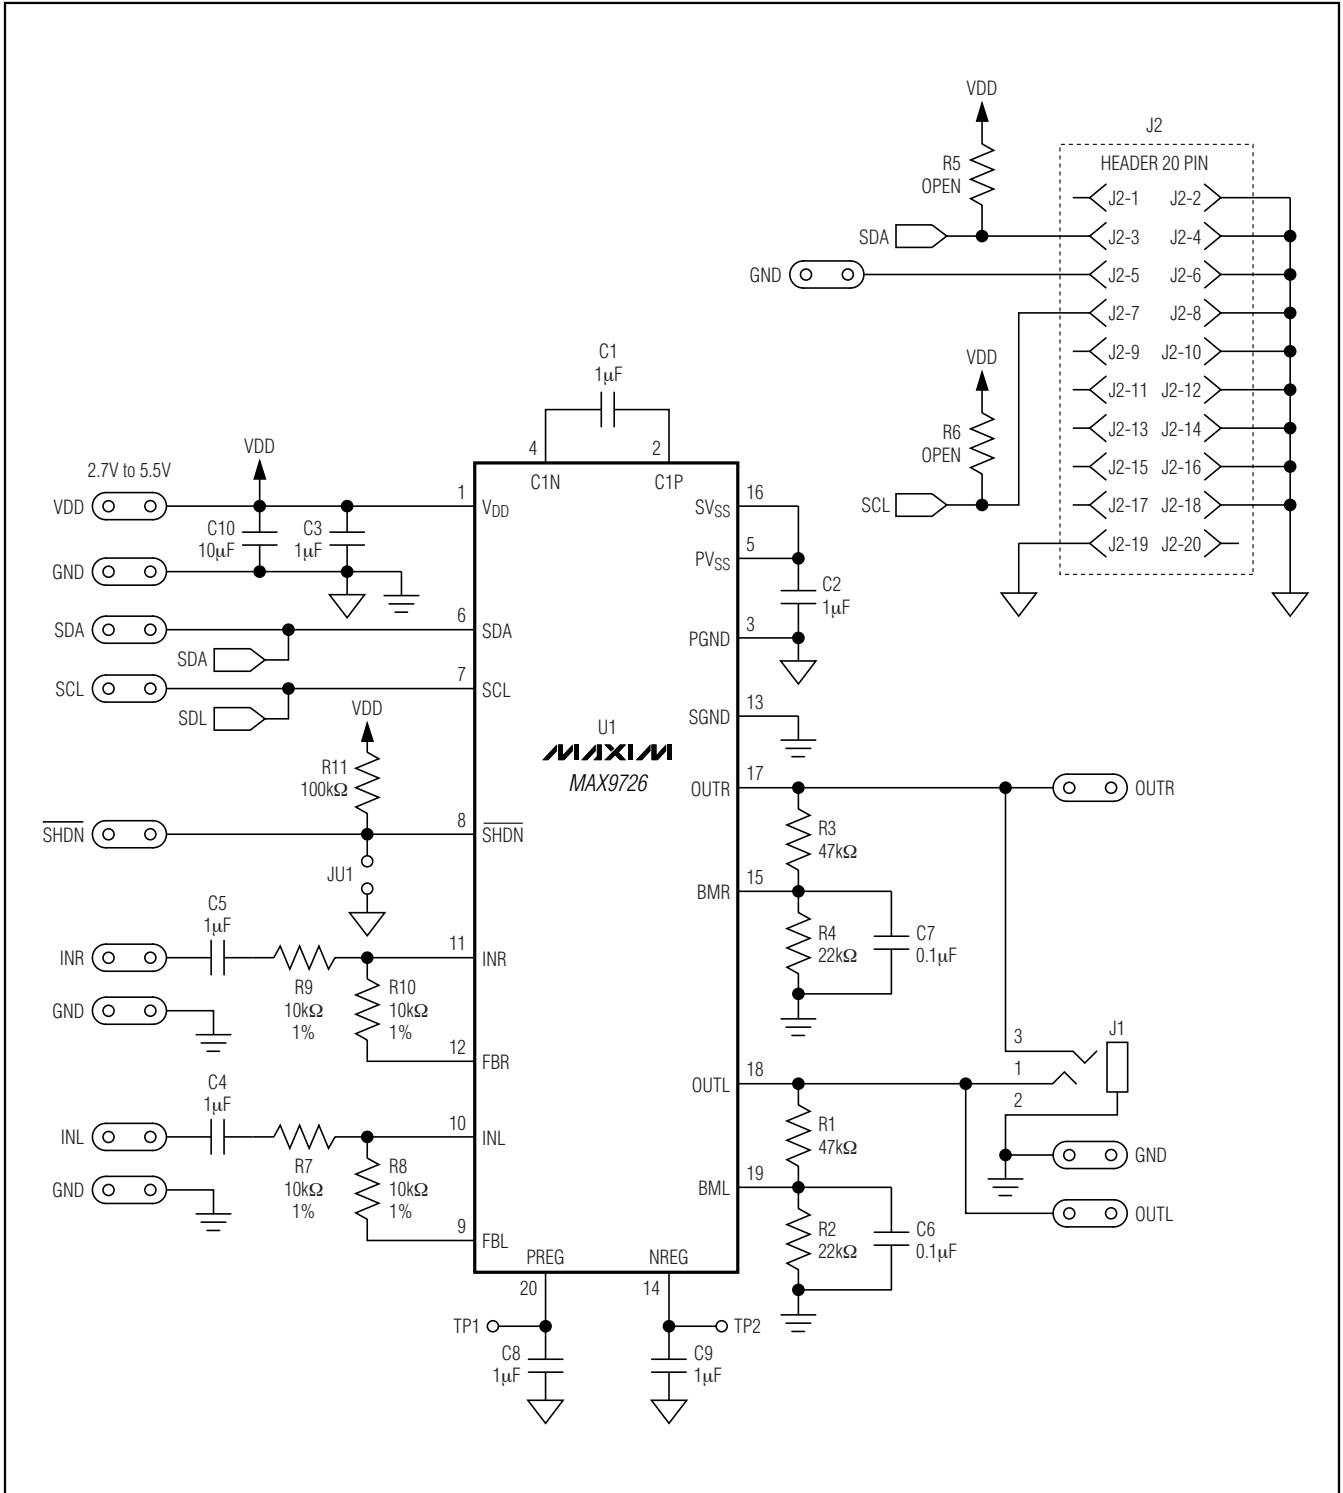 VDD
J2
HEADER 20 PIN
R5
OPEN
J2-1 J2-2
SDA
J2-3 J2-4
GND
J2-5 J2-6
J2-7 J2-8
VDD
J2-9 J2-10
J2-11 J2-12
R6
OPEN
J2-13 J2-14
J2-15 J2-16
SCL
J2-17 J2-18
J2-19 J2-20
C1
1µF
4
2
C1N
C1P
2.7V to 5.5V
VDD
VDD
1
VDD
C10
10µF
C3
1µF
GND
SDA
6
SDA
SDA
SCL
7
SCL
SDL
VDD
R11
100kΩ
SHDN
8
SHDN
JU1
C5
1µF
INR
11
INR
R9
10kΩ
1%
R10
10kΩ
1%
GND
12
FBR
C4
1µF
INL
10
INL
R7
10kΩ
1%
R8
10kΩ
1%
GND
9
FBL
U1
MAXIM
MAX9726
16
SVSS
5
PVSS
C2
1µF
3
PGND
13
SGND
17
OUTR
OUTR
R3
47kΩ
15
BMR
R4
22kΩ
C7
0.1µF
J1
3
1
2
18
OUTL
R1
47kΩ
GND
19
BML
OUTL
R2
22kΩ
C6
0.1µF
PREG
NREG
20
14
TP1
TP2
C8
1µF
C9
1µF